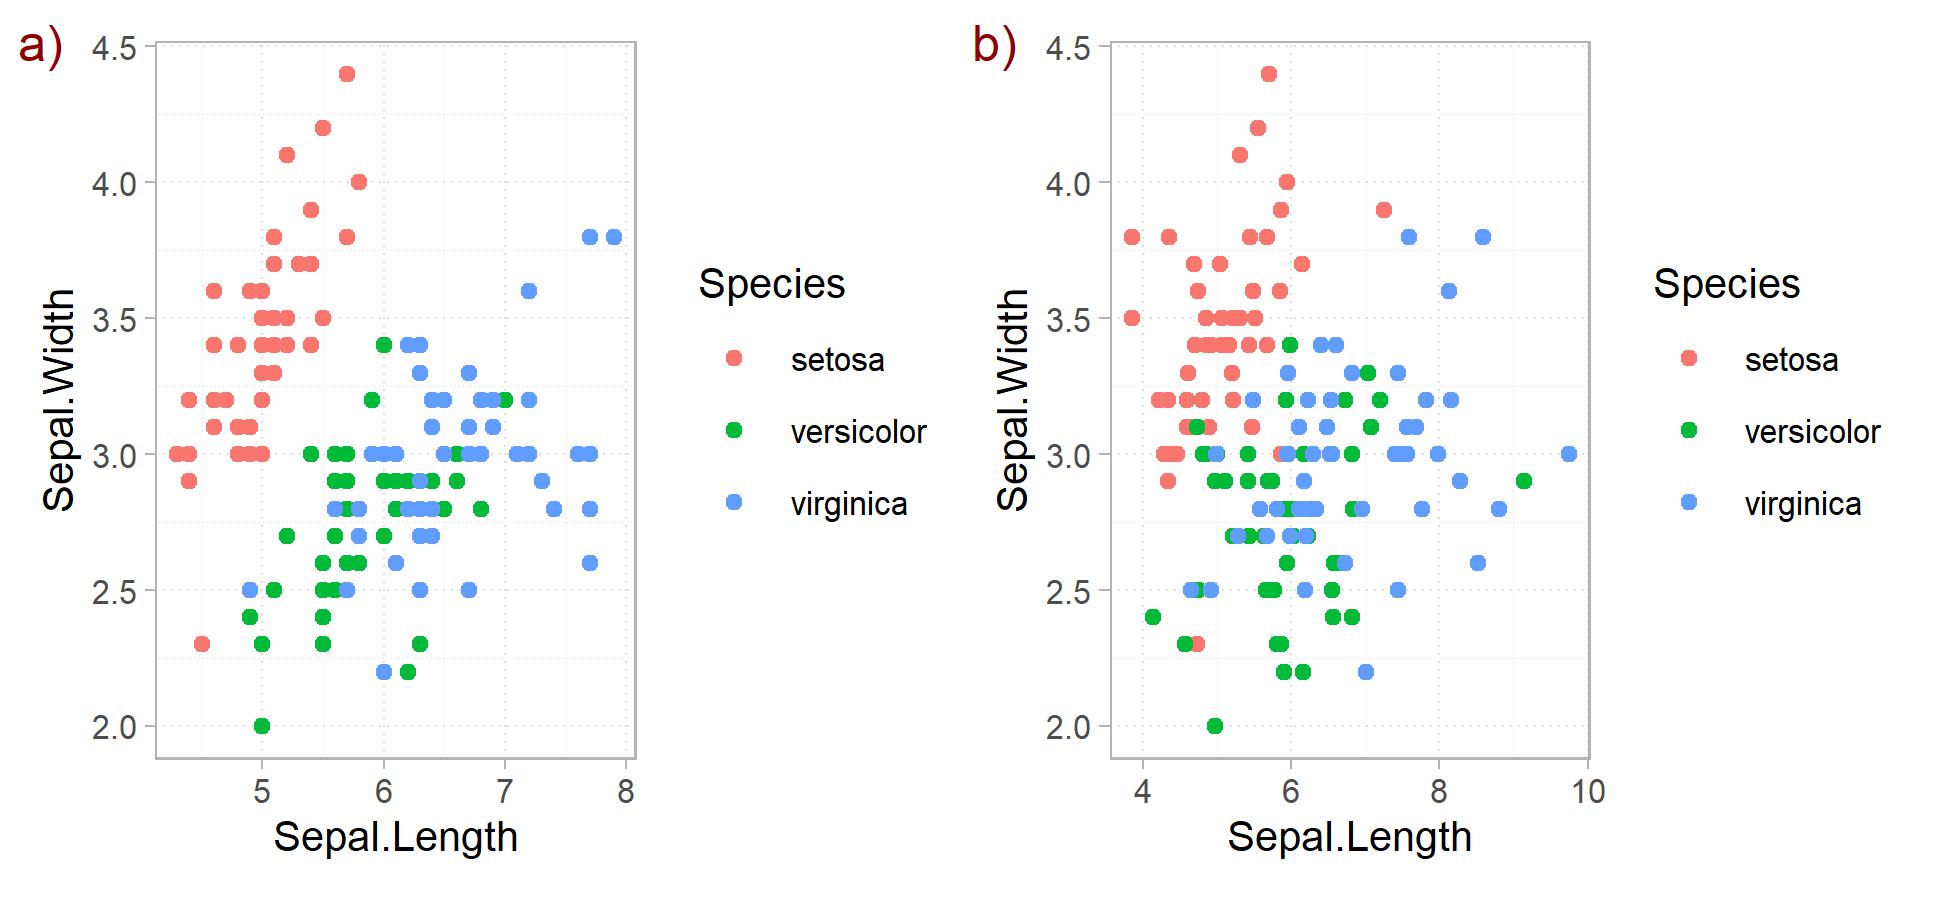 a)
4.5
4.0
3.5
3.0
2.5
2.0
Sepal.Width
5 6 7 8
Sepal.Length
Species
setosa
versicolor
virginica
b)
4.5
4.0
3.5
3.0
2.5
2.0
Sepal.Width
4 6 8 10
Sepal.Length
Species
setosa
versicolor
virginica